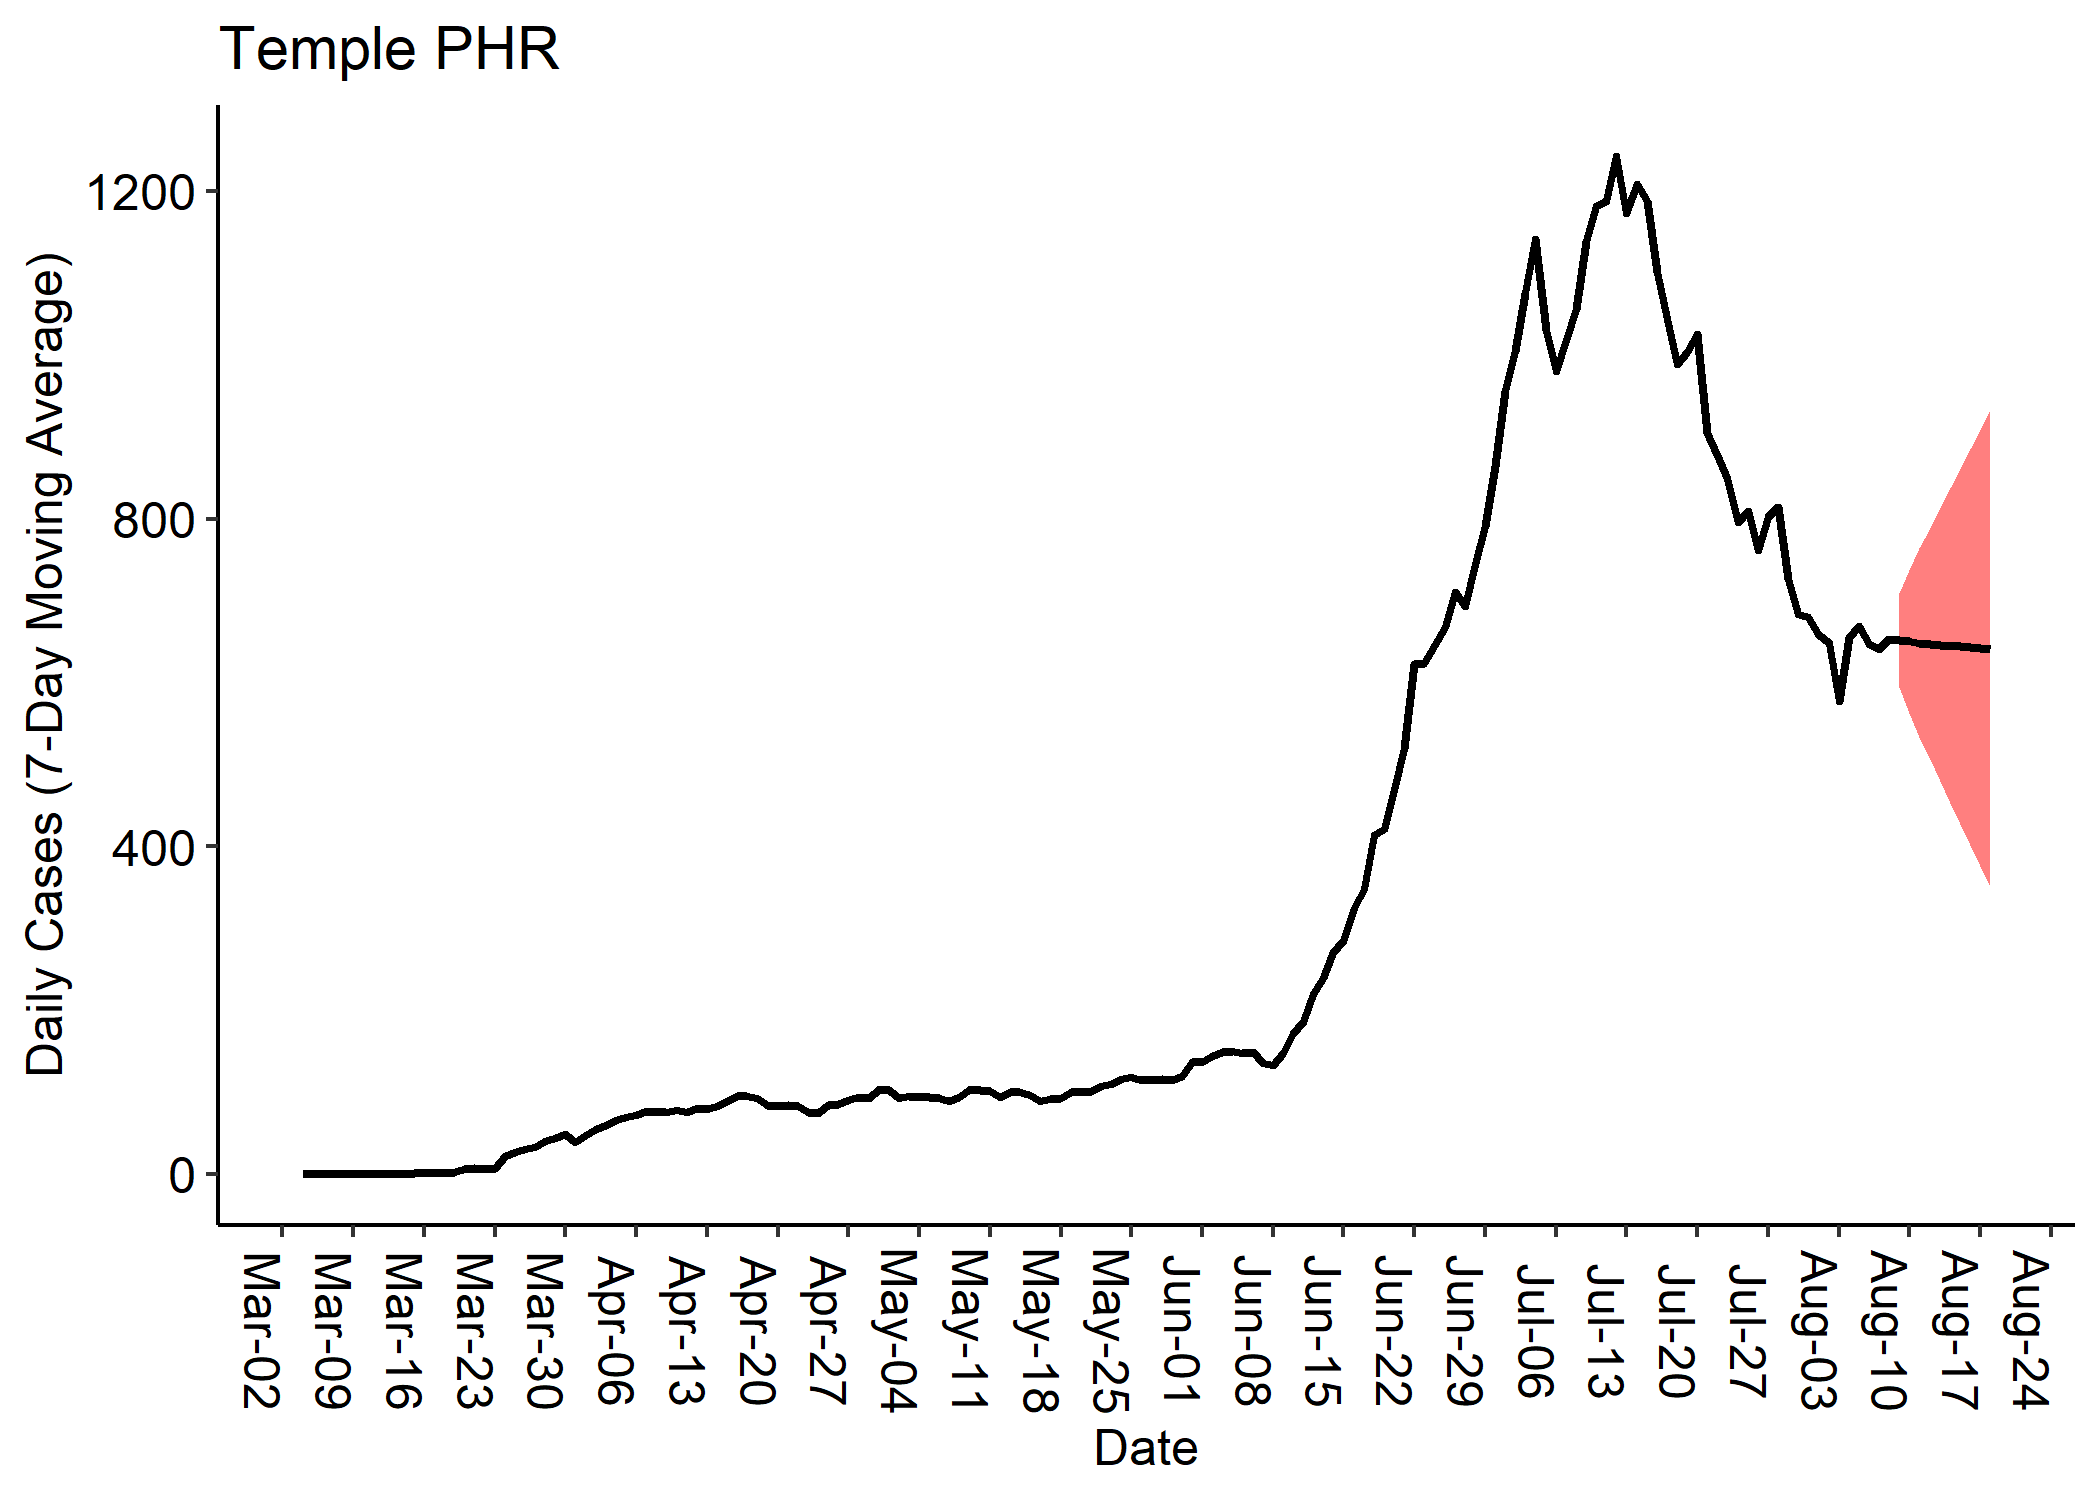 Temple PHR
Daily Cases (7-Day Moving Average)
1200
800
400
0
Mar-02
Mar-09
Mar-16
Mar-23
Mar-30
Apr-06
Apr-13
Apr-20
Apr-27
May-04
May-11
May-18
May-25
Jun-01
Jun-08
Jun-15
Jun-22
Jun-29
Jul-06
Jul-13
Jul-20
Jul-27
Aug-03
Aug-10
Aug-17
Aug-24
Date